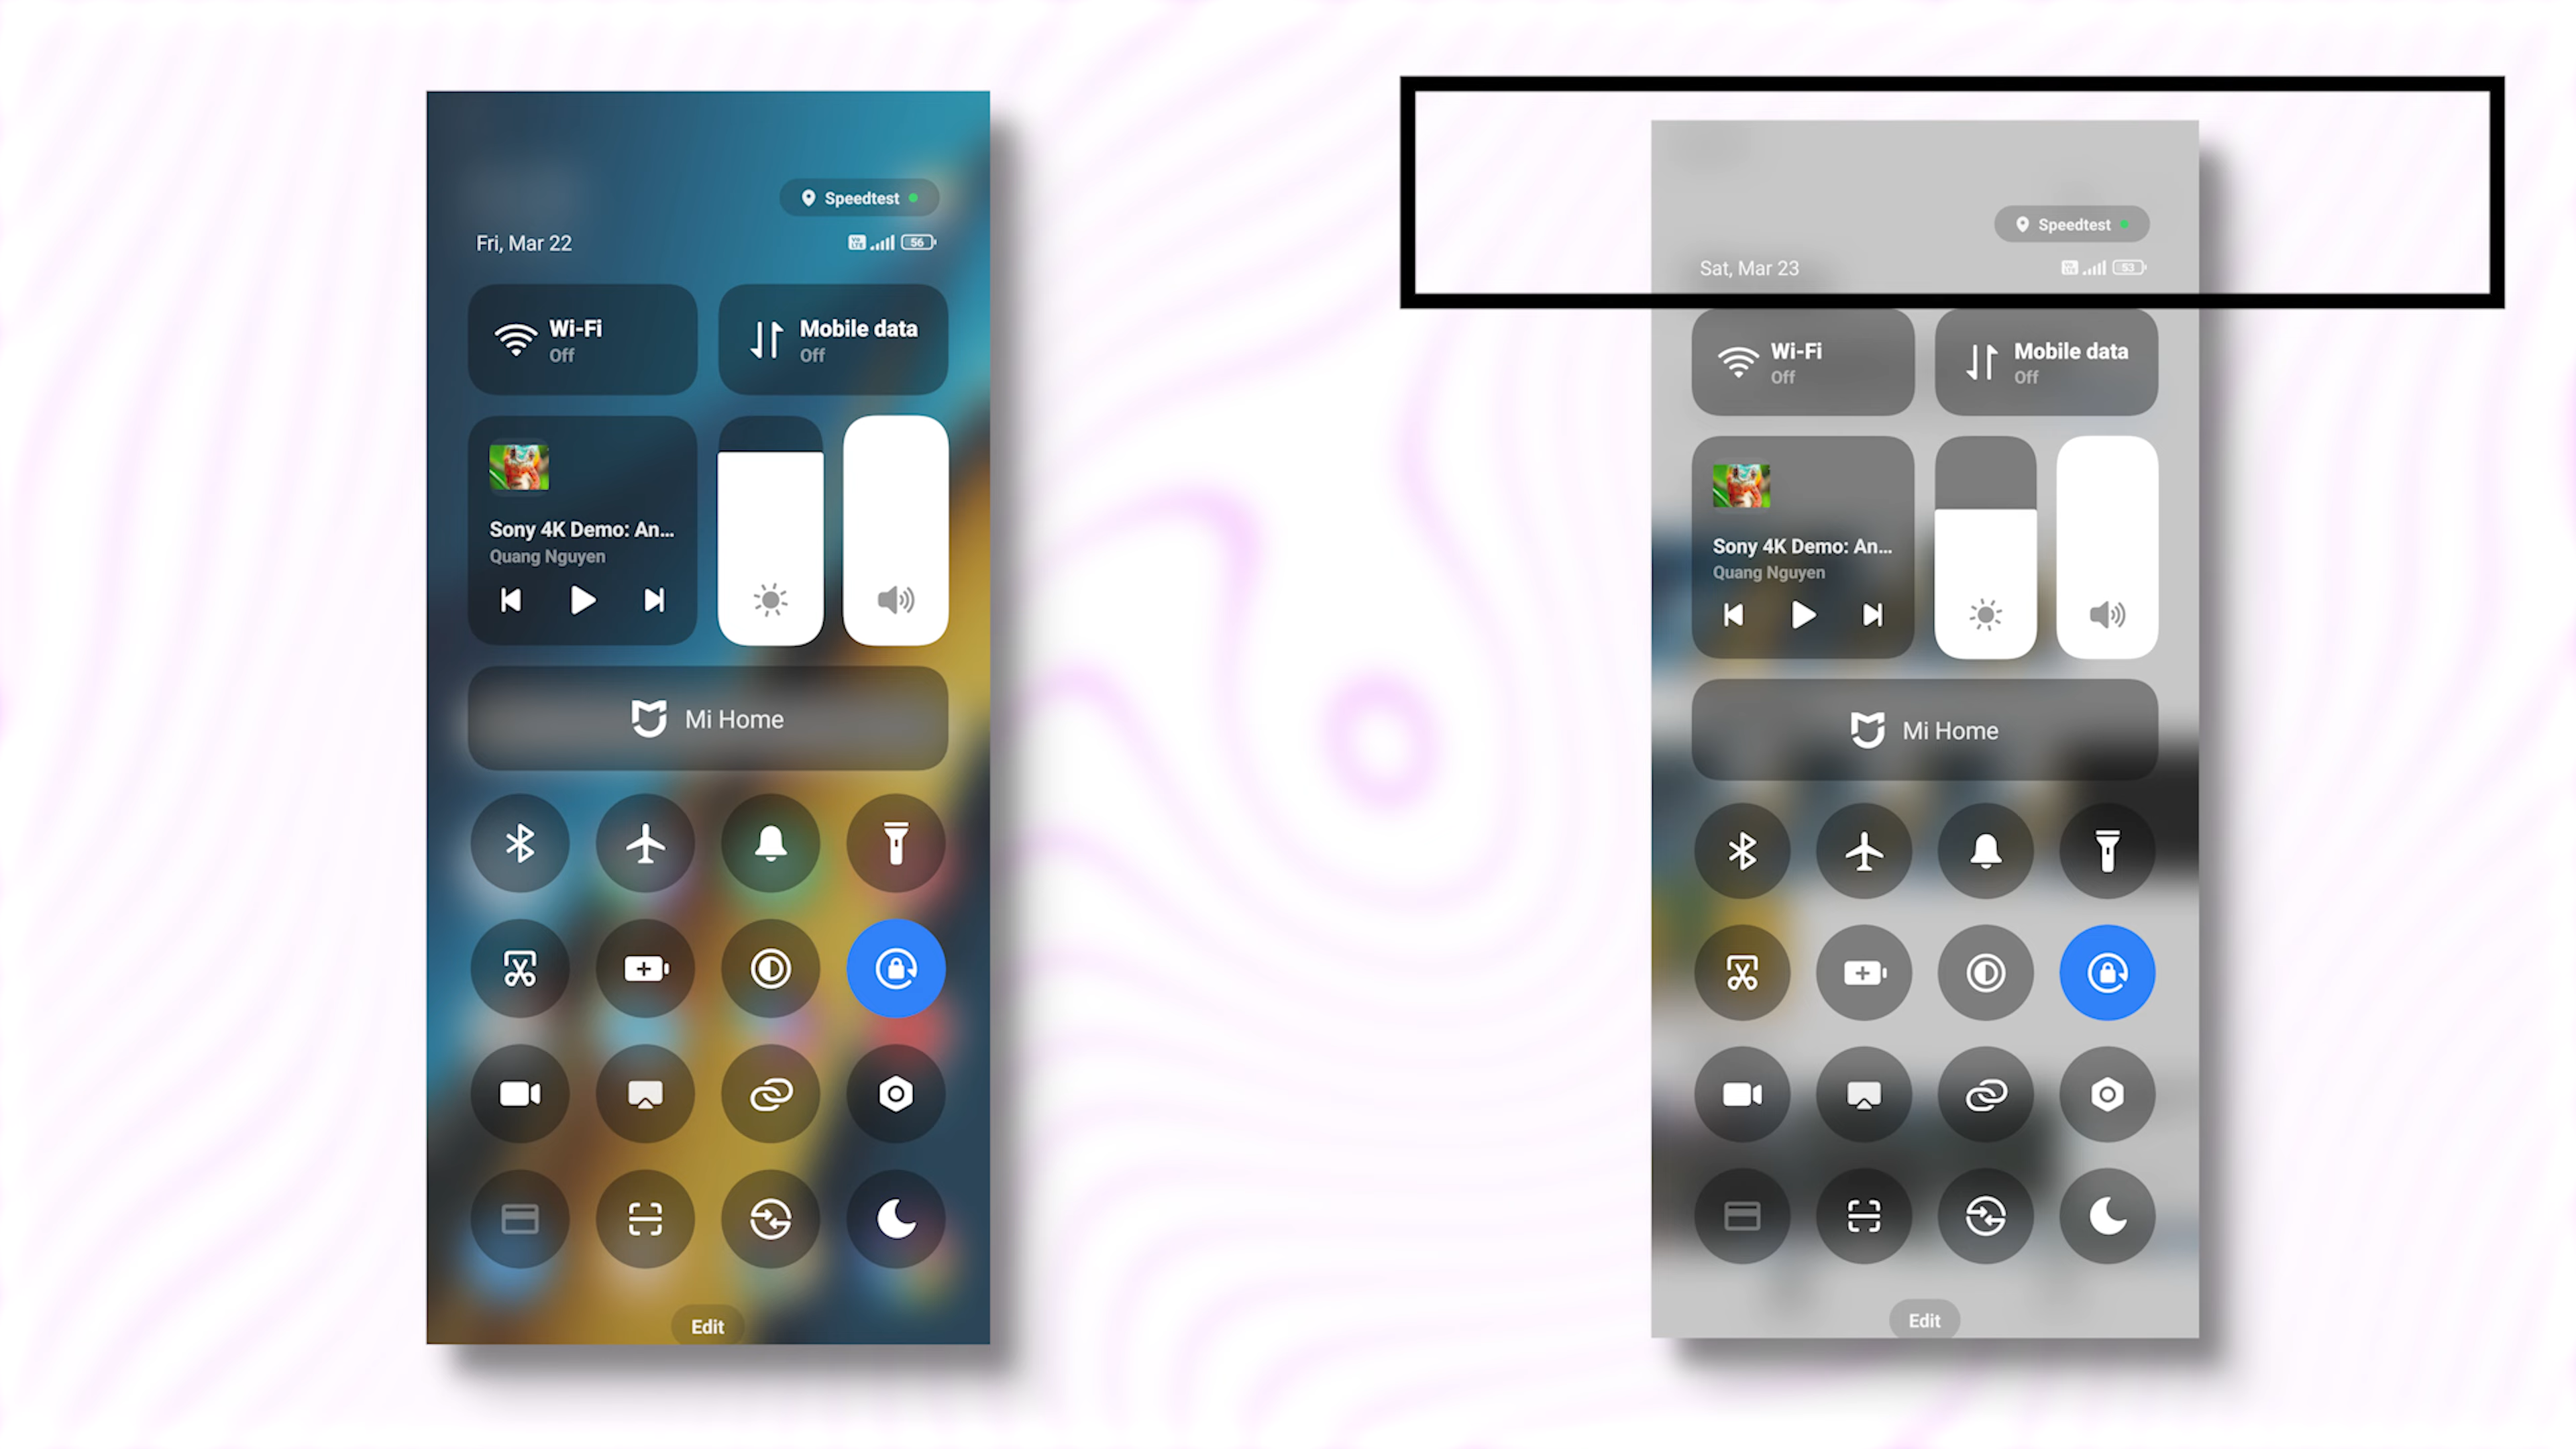 Speedtest
Fri, Mar 22
56
Wi-Fi
Off
Mobile data
Off
Sony 4K Demo: An...
Quang Nguyen
Mi Home
Edit
Speedtest
Sat, Mar 23
53
Wi-Fi
Off
Mobile data
Off
Sony 4K Demo: An...
Quang Nguyen
Mi Home
Edit